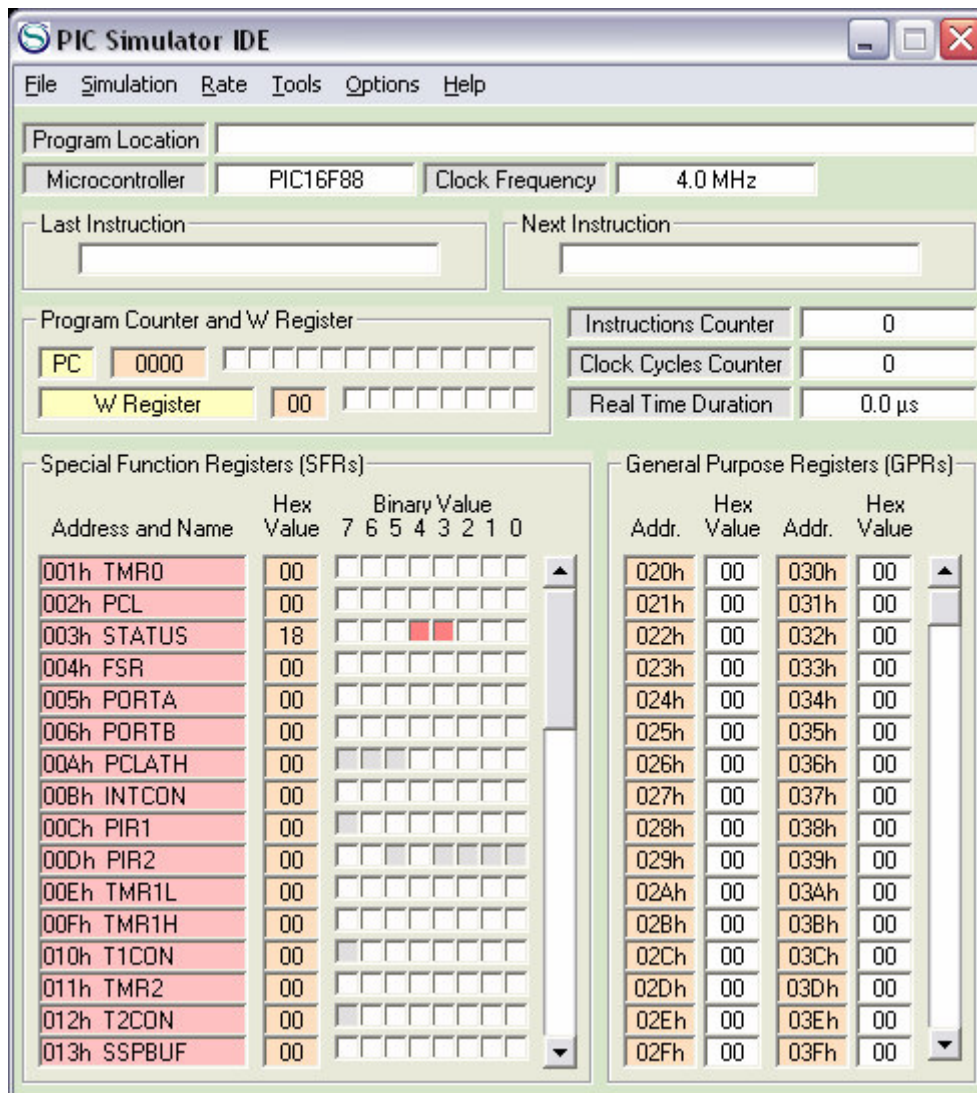 PIC Simulator IDE
File Simulation Rate Tools Options Help
Program Location
Microcontroller PIC16F88 Clock Frequency 4.0 MHz
Last Instruction Next Instruction
Program Counter and W Register
PC 0000
W Register 00
Instructions Counter 0
Clock Cycles Counter 0
Real Time Duration 0.0 µs
Special Function Registers (SFRs)
Address and Name Hex Value Binary Value
7 6 5 4 3 2 1 0
001h TMR0 00
002h PCL 00
003h STATUS 18
004h FSR 00
005h PORTA 00
006h PORTB 00
00Ah PCLATH 00
00Bh INTCON 00
00Ch PIR1 00
00Dh PIR2 00
00Eh TMR1L 00
00Fh TMR1H 00
010h T1CON 00
011h TMR2 00
012h T2CON 00
013h SSPBUF 00
General Purpose Registers (GPRs)
Addr. Hex Value Addr. Hex Value
020h 00 030h 00
021h 00 031h 00
022h 00 032h 00
023h 00 033h 00
024h 00 034h 00
025h 00 035h 00
026h 00 036h 00
027h 00 037h 00
028h 00 038h 00
029h 00 039h 00
02Ah 00 03Ah 00
02Bh 00 03Bh 00
02Ch 00 03Ch 00
02Dh 00 03Dh 00
02Eh 00 03Eh 00
02Fh 00 03Fh 00